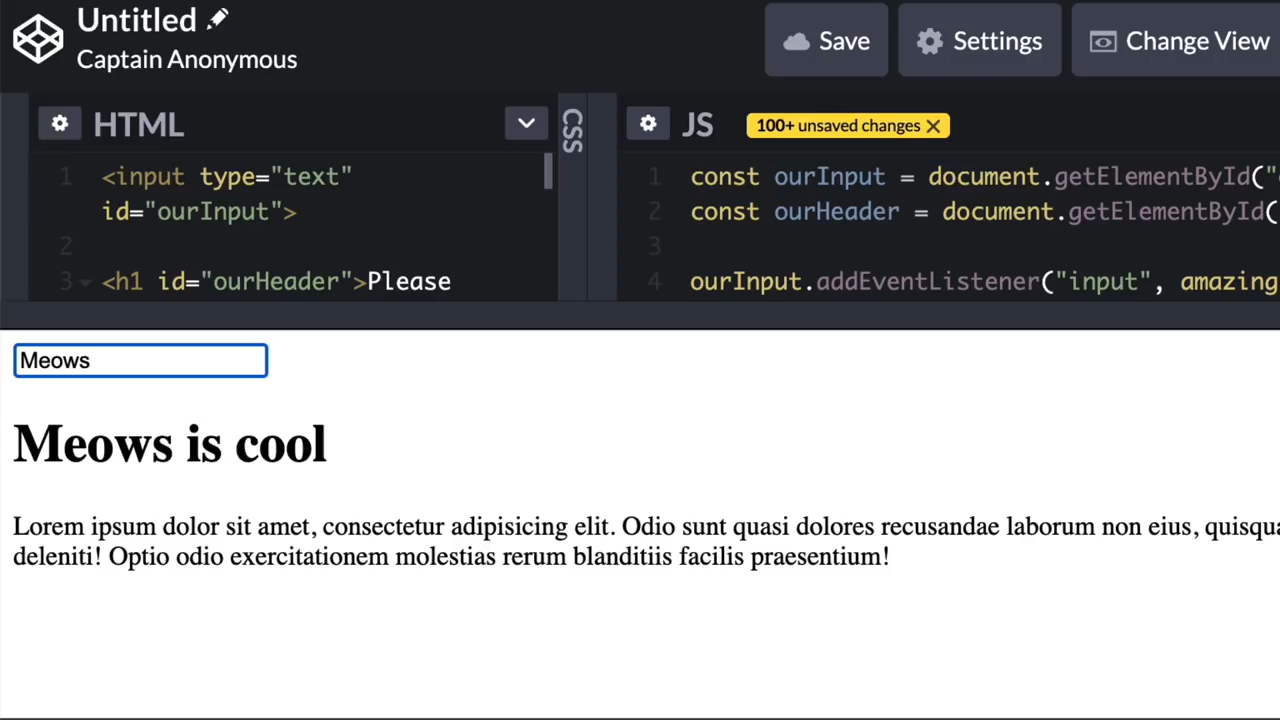 Untitled
Captain Anonymous
Save
Settings
Change View
HTML
CSS
JS
100+ unsaved changes
1 <input type="text"
id="ourInput">
2
3 <h1 id="ourHeader">Please
1 const ourInput = document.getElementById("
2 const ourHeader = document.getElementById(
3
4 ourInput.addEventListener("input", amazing
Meows
Meows is cool
Lorem ipsum dolor sit amet, consectetur adipisicing elit. Odio sunt quasi dolores recusandae laborum non eius, quisqua
deleniti! Optio odio exercitationem molestias rerum blanditiis facilis praesentium!